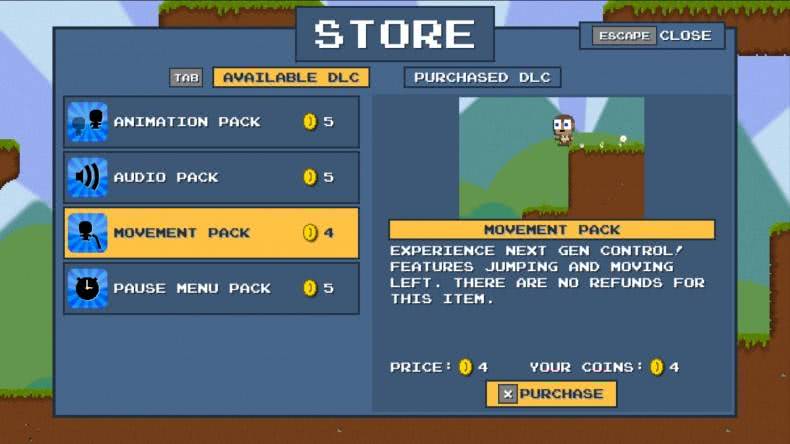 STORE
ESCAPE CLOSE
TAB AVAILABLE DLC PURCHASED DLC
ANIMATION PACK 5
AUDIO PACK 5
MOVEMENT PACK 4
PAUSE MENU PACK 5
MOVEMENT PACK
EXPERIENCE NEXT GEN CONTROL!
FEATURES JUMPING AND MOVING
LEFT. THERE ARE NO REFUNDS FOR
THIS ITEM.
PRICE: 4 YOUR COINS: 4
X PURCHASE